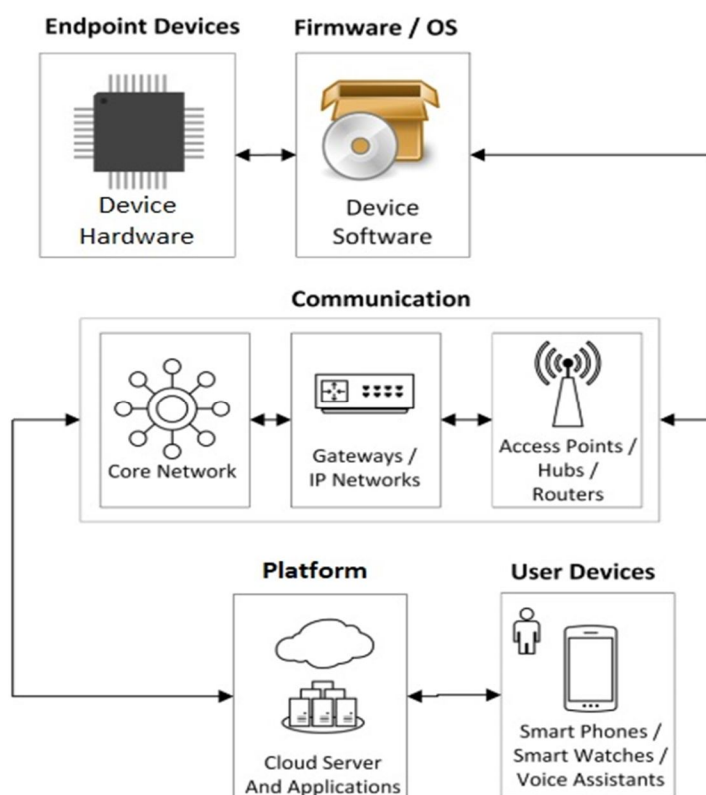 Endpoint Devices
Firmware / OS
Device
Hardware
Device
Software
Communication
Core Network
Gateways /
IP Networks
Access Points /
Hubs /
Routers
Platform
User Devices
Cloud Server
And Applications
Smart Phones /
Smart Watches /
Voice Assistants